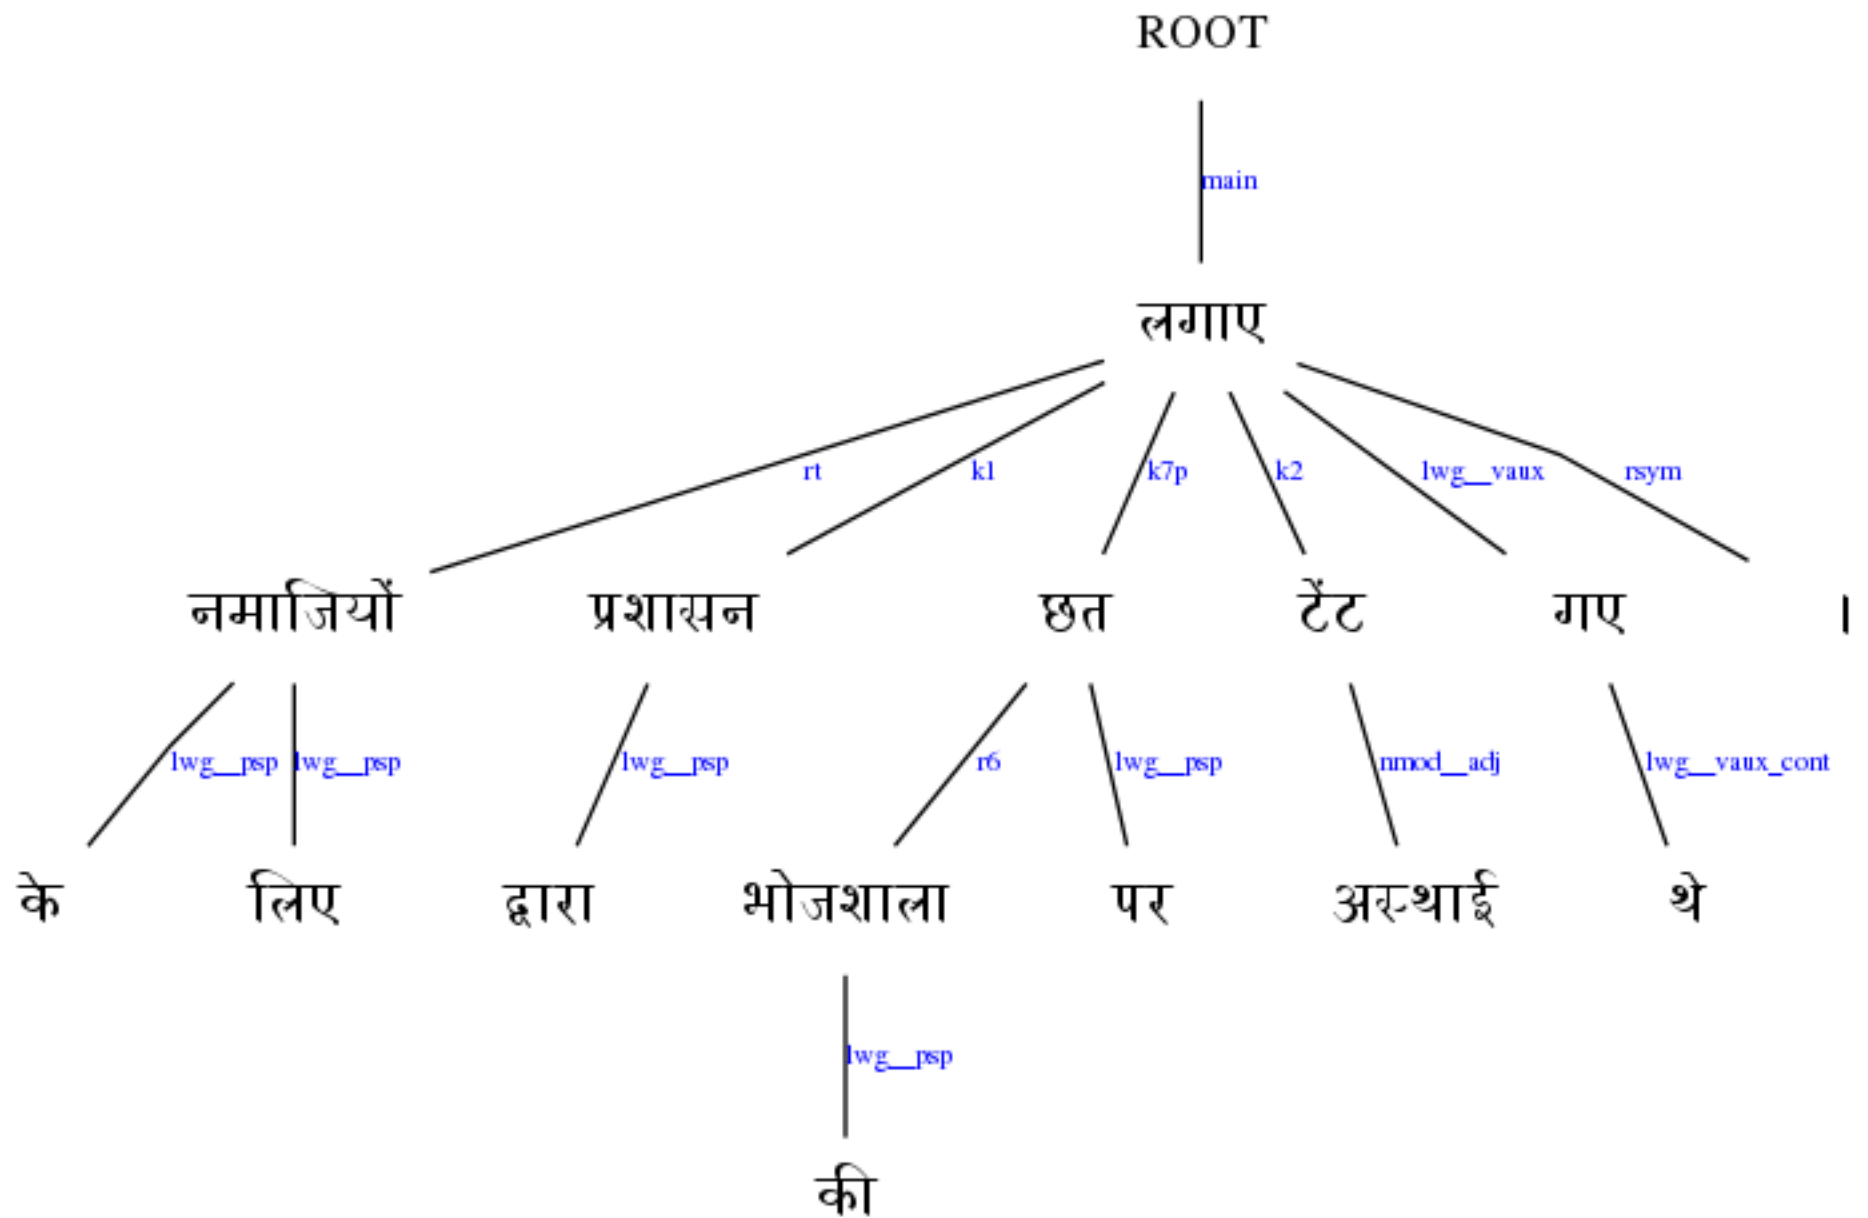 ROOT
main
लगाए
rt k1 k7p k2 lwg__vaux rsym
नमाजियों प्रशासन छत टेंट गए ।
lwg__psp lwg__psp lwg__psp r6 lwg__psp nmod__adj lwg__vaux_cont
के लिए द्वारा भोजशाला पर अस्थाई थे
lwg__psp
की